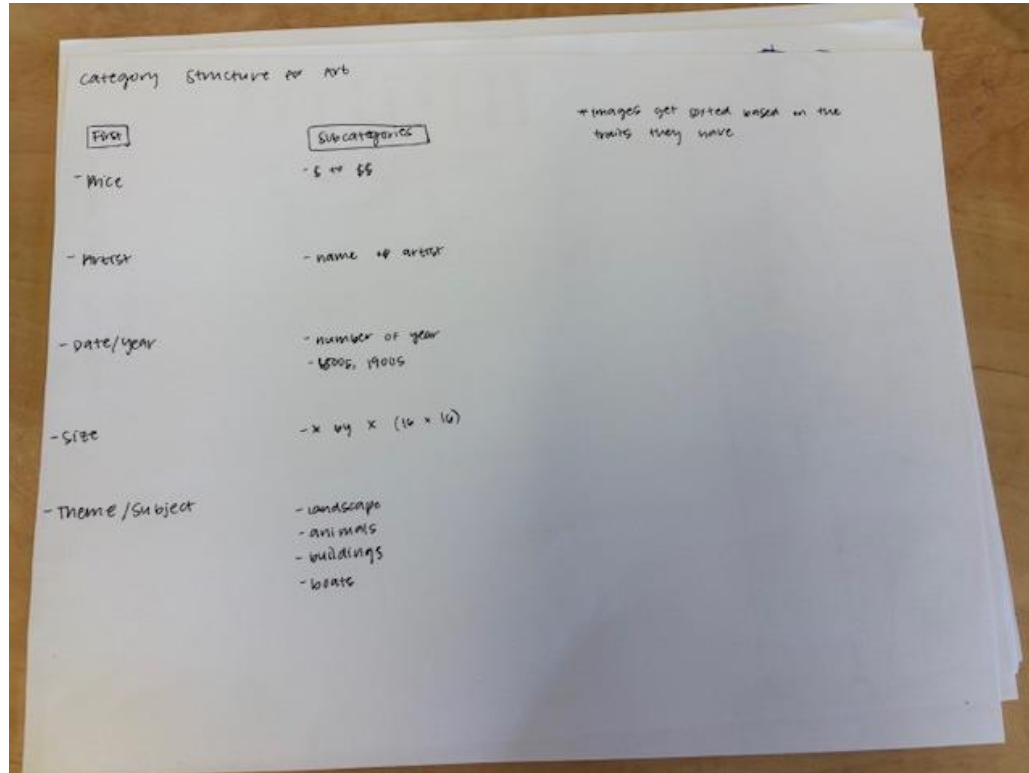 Category Structure for Art
First
Subcategories
* Images get sorted based on the
traits they have
- Price
- $ to $$
- Artist
- name of artist
- Date/year
- number of year
- 1900s
- Size
- x by x (16 x 16)
- Theme/Subject
- landscape
- animals
- buildings
- boats